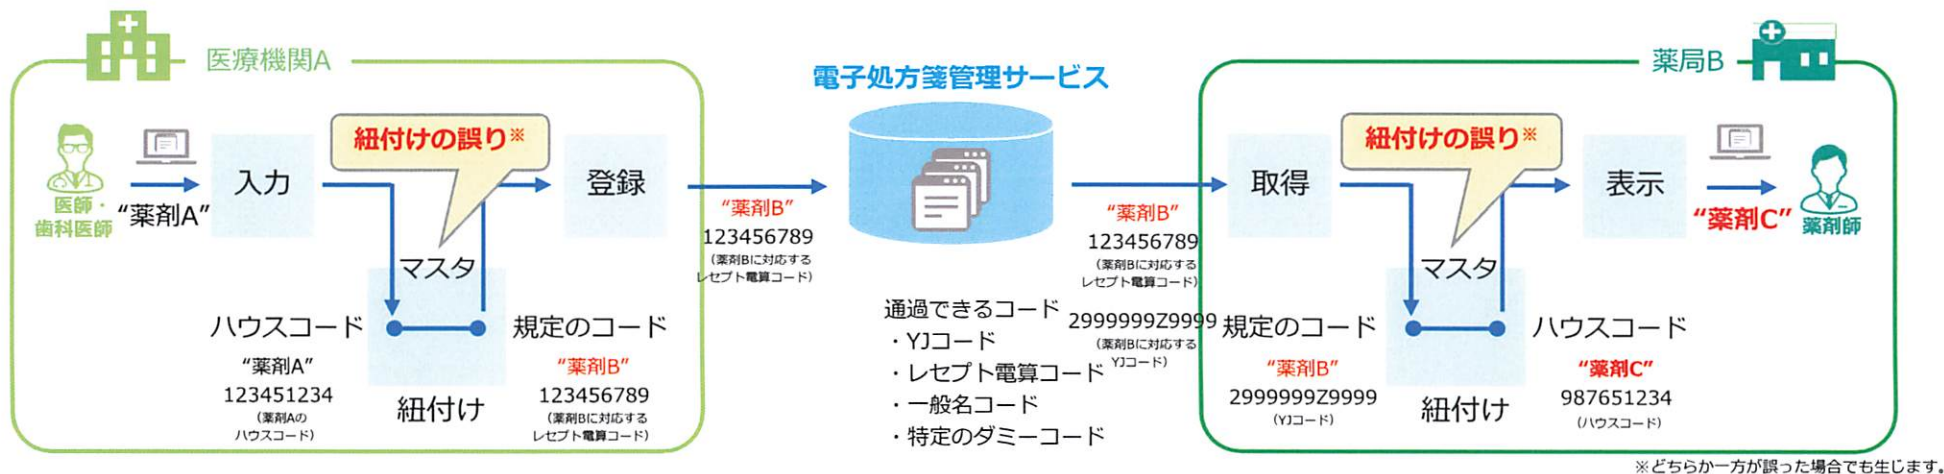 医療機関A
薬局B
電子処方箋管理サービス
紐付けの誤り※
紐付けの誤り※
医師・
歯科医師
“薬剤A”
入力
登録
“薬剤B”
123456789
(薬剤Bに対応する
レセプト電算コード)
マスタ
ハウスコード
規定のコード
“薬剤A”
123451234
(薬剤Aの
ハウスコード)
紐付け
“薬剤B”
123456789
(薬剤Bに対応する
レセプト電算コード)
通過できるコード
・YJコード
・レセプト電算コード
・一般名コード
・特定のダミーコード
“薬剤B”
123456789
(薬剤Bに対応する
レセプト電算コード)
2999999Z9999
(薬剤Bに対応する
YJコード)
取得
表示
“薬剤C”
薬剤師
マスタ
規定のコード
ハウスコード
“薬剤B”
2999999Z9999
(YJコード)
紐付け
“薬剤C”
987651234
(ハウスコード)
※どちらか一方が誤った場合でも生じます。